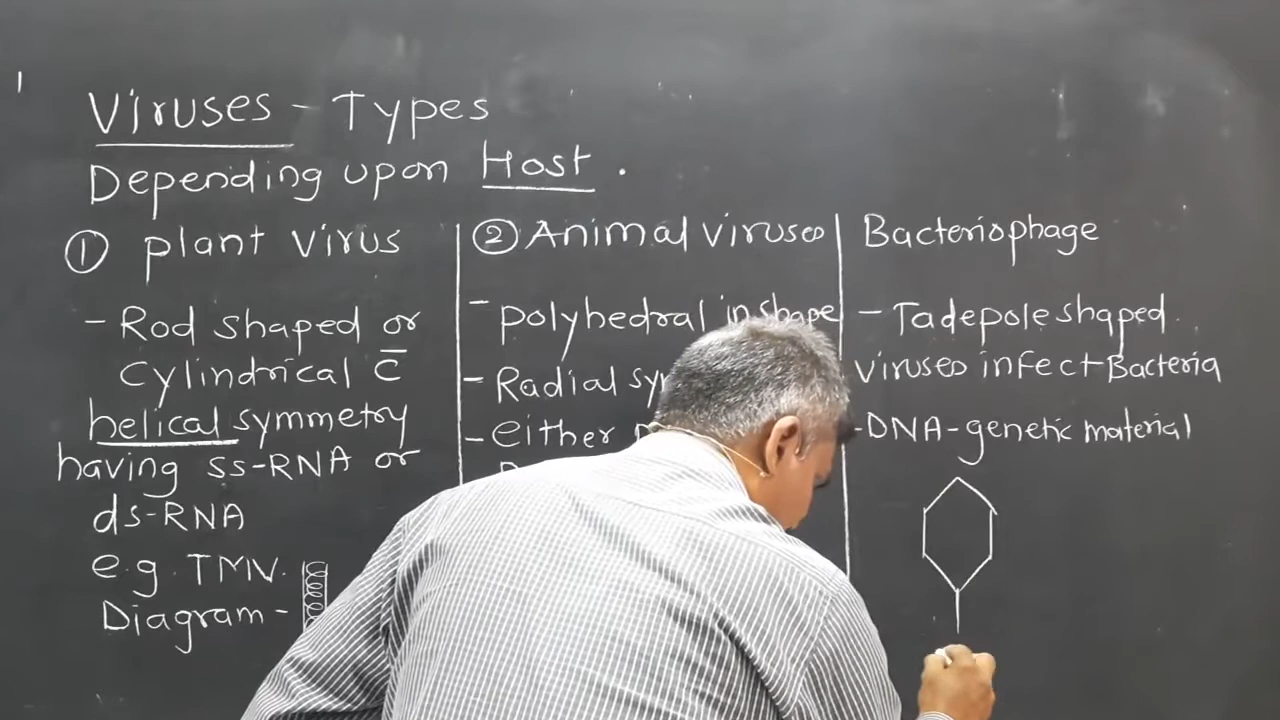 Viruses - Types
Depending upon Host.
① plant virus
- Rod shaped or
Cylindrical c̅
helical symmetry
having ss-RNA or
ds-RNA
e.g. TMV.
Diagram -
② Animal viruses
- polyhedral in shape
- Radial
- either
Bacteriophage
- Tadepole shaped
viruses infect Bacteria
- DNA - genetic material